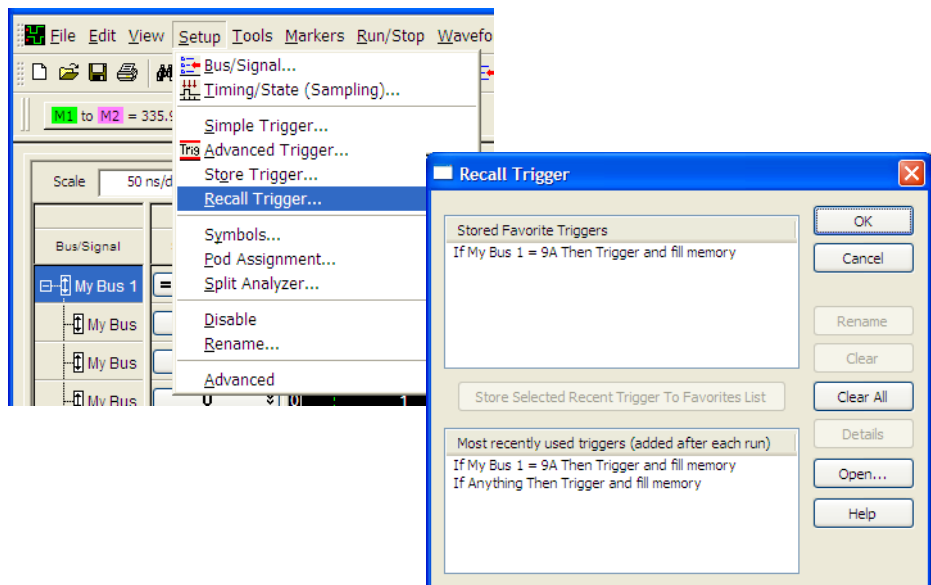 File Edit View Setup Tools Markers Run/Stop Wavefo
Bus/Signal...
Timing/State (Sampling)...
M1 to M2 = 335.9
Simple Trigger...
Trig Advanced Trigger...
Store Trigger...
Recall Trigger...
Symbols...
Pod Assignment...
Split Analyzer...
Disable
Rename...
Advanced
Scale 50 ns/d
Bus/Signal
My Bus 1 =
My Bus
My Bus
My Bus 0 0 1
Recall Trigger
Stored Favorite Triggers
If My Bus 1 = 9A Then Trigger and fill memory
Store Selected Recent Trigger To Favorites List
Most recently used triggers (added after each run)
If My Bus 1 = 9A Then Trigger and fill memory
If Anything Then Trigger and fill memory
OK
Cancel
Rename
Clear
Clear All
Details
Open...
Help